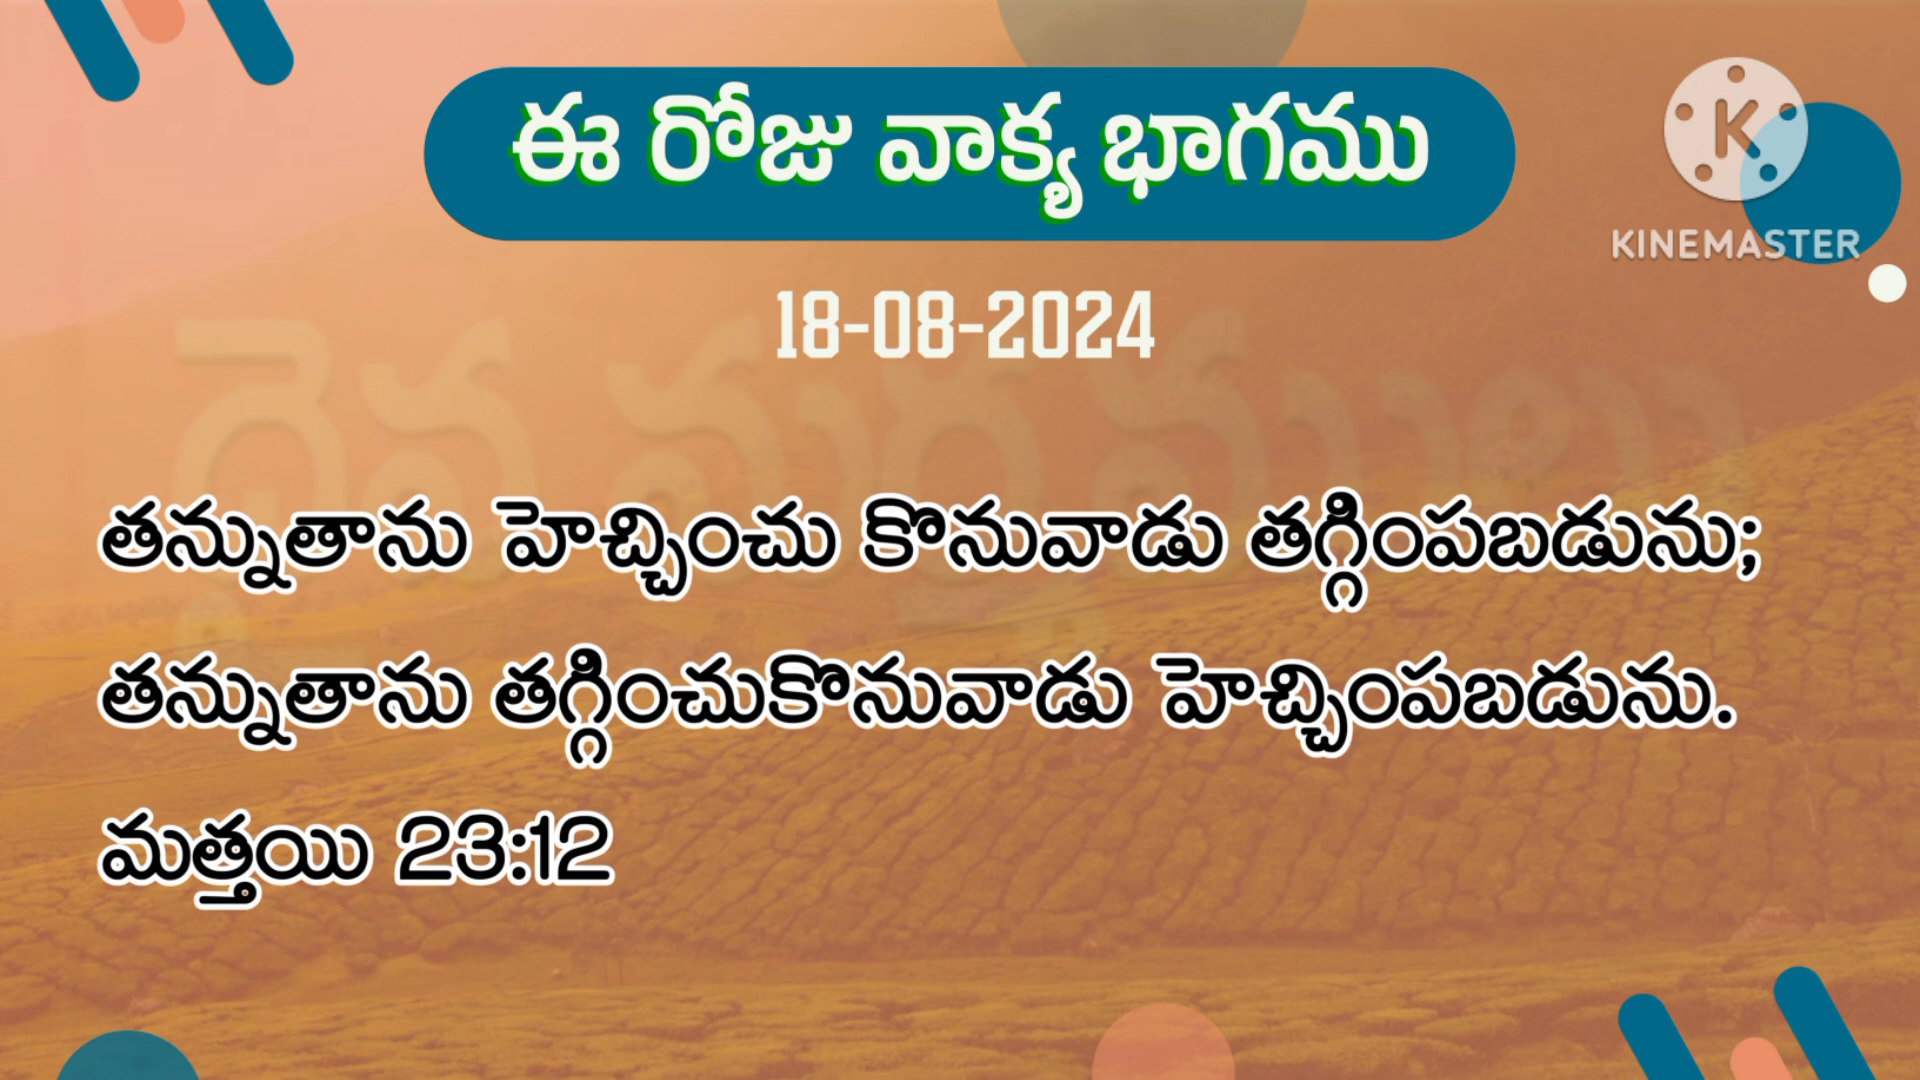 ఈ రోజు వాక్య భాగము
KINEMASTER
18-08-2024
తన్నుతాను హెచ్చించు కొనువాడు తగ్గింపబడును;
తన్నుతాను తగ్గించుకొనువాడు హెచ్చింపబడును.
మత్తయి 23:12